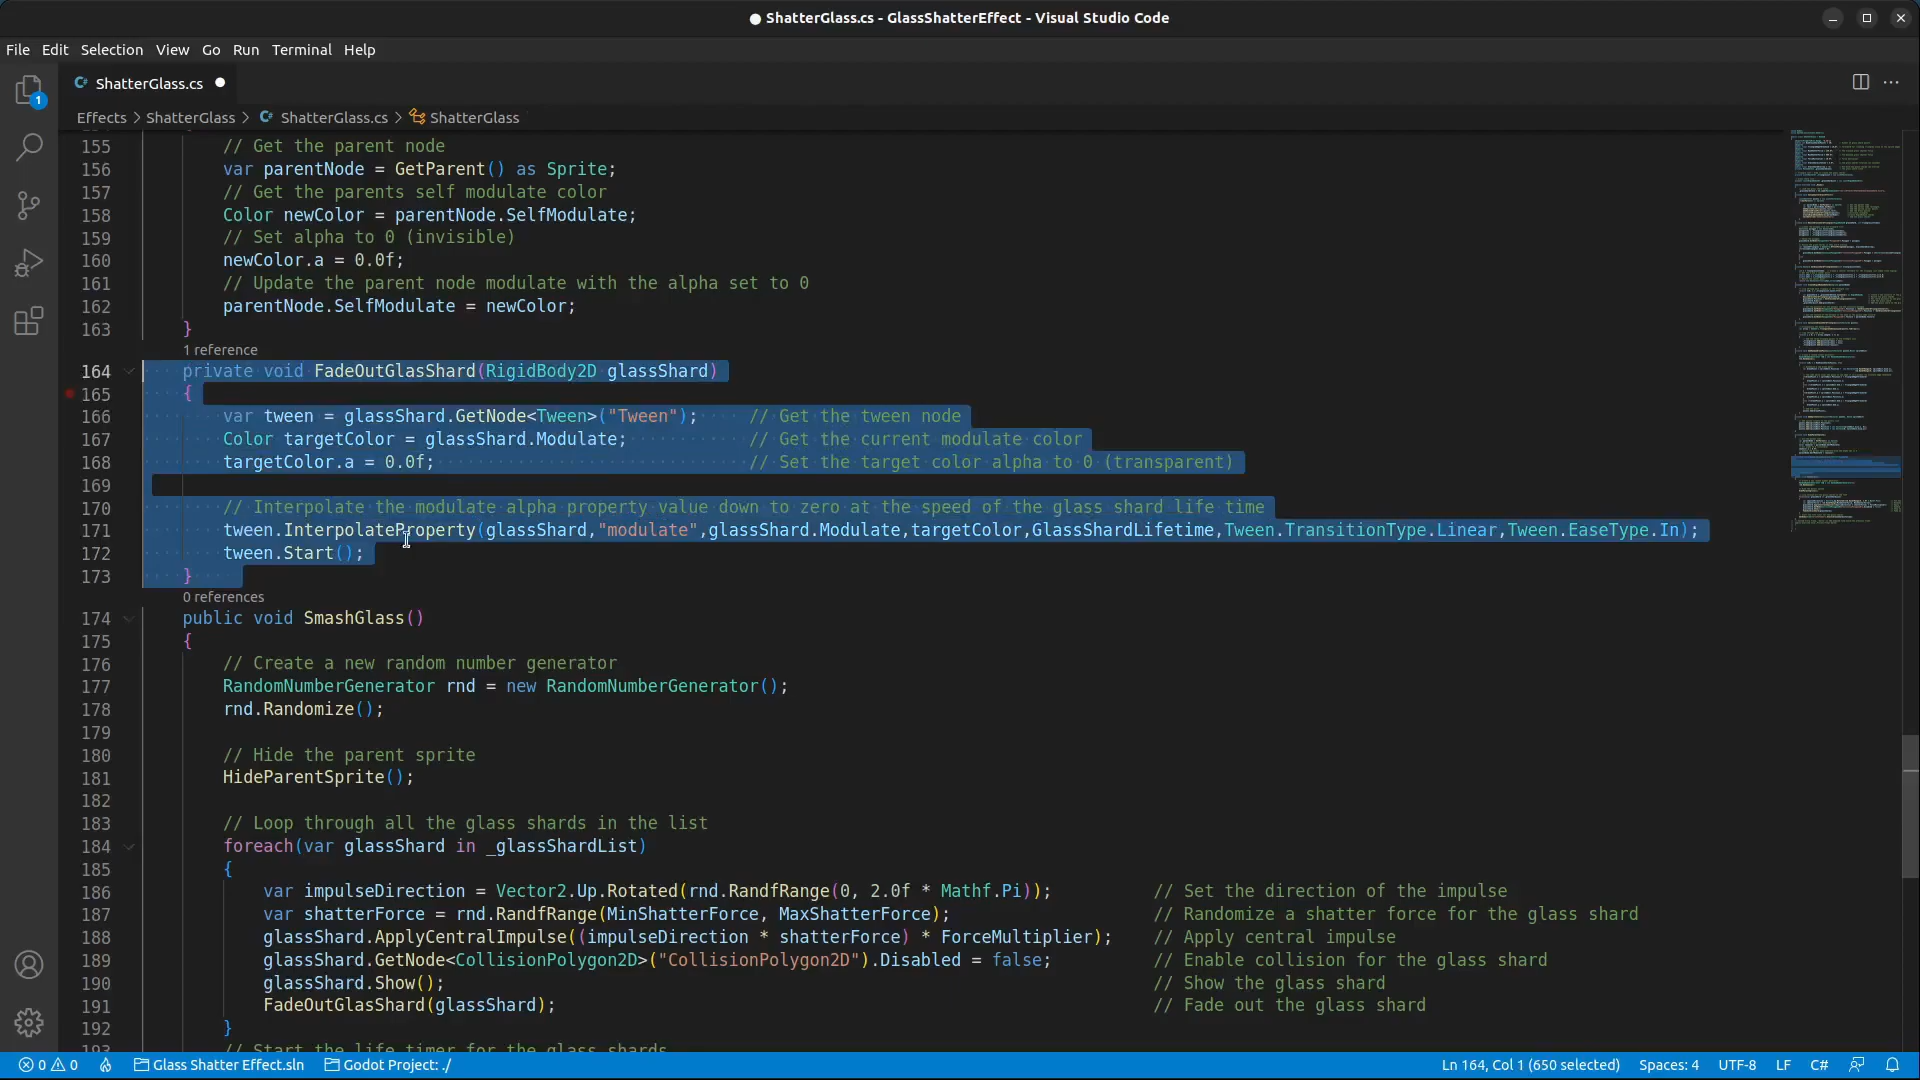 ShatterGlass.cs - GlassShatterEffect - Visual Studio Code
File Edit Selection View Go Run Terminal Help
ShatterGlass.cs
Effects > ShatterGlass > ShatterGlass.cs > ShatterGlass
155 // Get the parent node
156 var parentNode = GetParent() as Sprite;
157 // Get the parents self modulate color
158 Color newColor = parentNode.SelfModulate;
159 // Set alpha to 0 (invisible)
160 newColor.a = 0.0f;
161 // Update the parent node modulate with the alpha set to 0
162 parentNode.SelfModulate = newColor;
163 }
1 reference
164 private void FadeOutGlasShard(RigidBody2D glassShard)
165 {
166 var tween = glassShard.GetNode<Tween>("Tween"); // Get the tween node
167 Color targetColor = glassShard.Modulate; // Get the current modulate color
168 targetColor.a = 0.0f; // Set the target color alpha to 0 (transparent)
169
170 // Interpolate the modulate alpha property value down to zero at the speed of the glass shard life time
171 tween.InterpolateProperty(glassShard,"modulate",glassShard.Modulate,targetColor,GlassShardLifetime,Tween.TransitionType.Linear,Tween.EaseType.In);
172 tween.Start();
173 }
0 references
174 public void SmashGlass()
175 {
176 // Create a new random number generator
177 RandomNumberGenerator rnd = new RandomNumberGenerator();
178 rnd.Randomize();
179
180 // Hide the parent sprite
181 HideParentSprite();
182
183 // Loop through all the glass shards in the list
184 foreach(var glassShard in _glassShardList)
185 {
186 var impulseDirection = Vector2.Up.Rotated(rnd.RandfRange(0, 2.0f * Mathf.Pi)); // Set the direction of the impulse
187 var shatterForce = rnd.RandfRange(MinShatterForce, MaxShatterForce); // Randomize a shatter force for the glass shard
188 glassShard.ApplyCentralImpulse((impulseDirection * shatterForce) * ForceMultiplier); // Apply central impulse
189 glassShard.GetNode<CollisionPolygon2D>("CollisionPolygon2D").Disabled = false; // Enable collision for the glass shard
190 glassShard.Show(); // Show the glass shard
191 FadeOutGlasShard(glassShard); // Fade out the glass shard
192 }
193 // Start the life timer for the glass shards
1
0 0 Glass Shatter Effect.sln Godot Project: ./ Ln 164, Col 1 (650 selected) Spaces: 4 UTF-8 LF C#